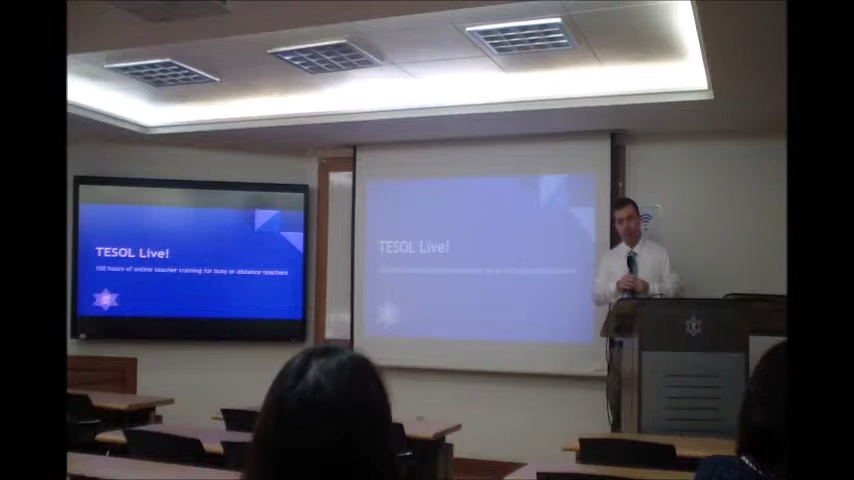 TESOL Live!
100 hours of online teacher training for busy or distance teachers
TESOL Live!